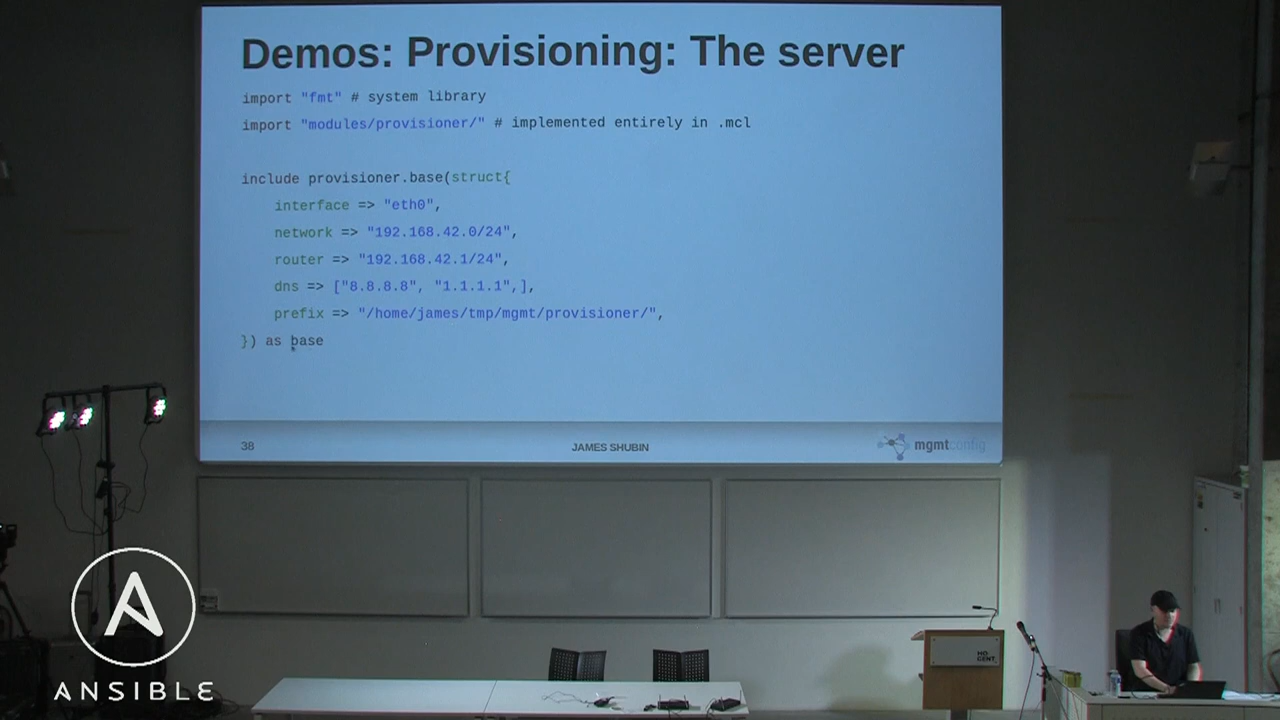 Demos: Provisioning: The server
import "fmt" # system library
import "modules/provisioner/" # implemented entirely in .mcl
include provisioner.base(struct{
interface => "eth0",
network => "192.168.42.0/24",
router => "192.168.42.1/24",
dns => ["8.8.8.8", "1.1.1.1",],
prefix => "/home/james/tmp/mgmt/provisioner/",
}) as base
38
JAMES SHUBIN
mgmtconfig
HO
GENT
ANSIBLE